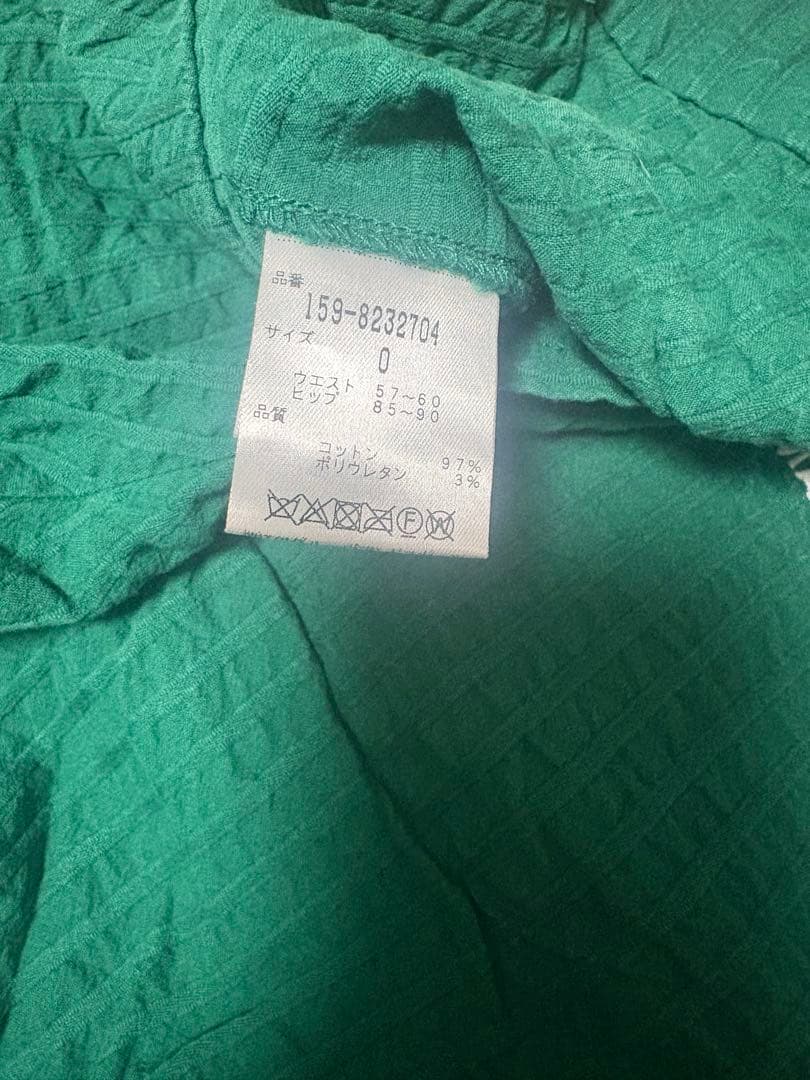 品番
159-8232704
サイズ
0
ウエスト 57〜60
ヒップ 85〜90
品質
コットン 97%
ポリウレタン 3%
Ⓕ Ⓦ